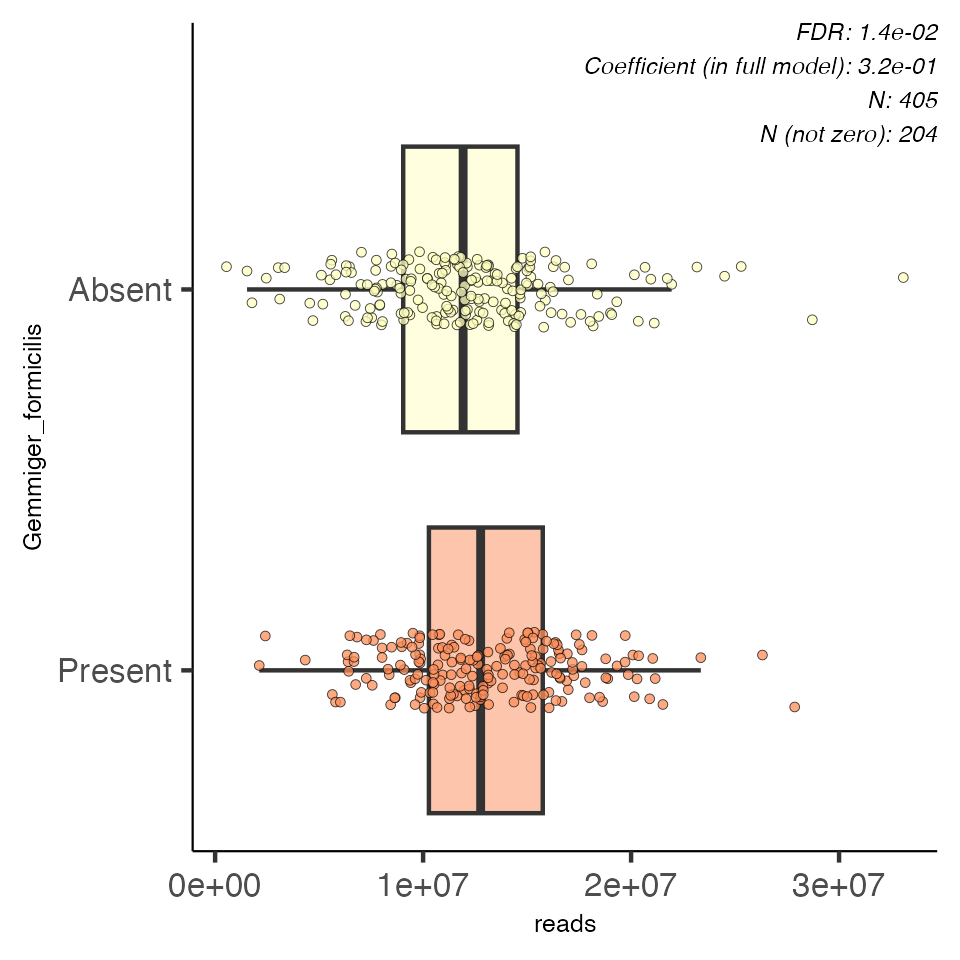 FDR: 1.4e-02
Coefficient (in full model): 3.2e-01
N: 405
N (not zero): 204
Absent
Gemmiger_formicilis
Present
0e+00 1e+07 2e+07 3e+07
reads